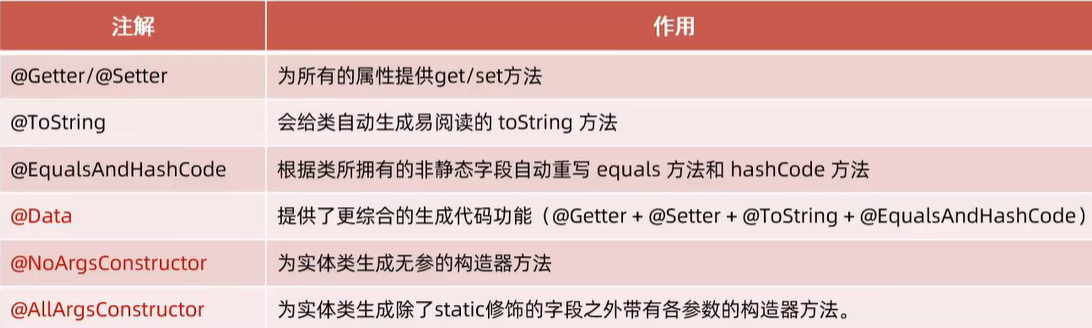 注解 作用
@Getter/@Setter 为所有的属性提供get/set方法
@ToString 会给类自动生成易阅读的 toString 方法
@EqualsAndHashCode 根据类所拥有的非静态字段自动重写 equals 方法和 hashCode 方法
@Data 提供了更综合的生成代码功能（@Getter + @Setter + @ToString + @EqualsAndHashCode）
@NoArgsConstructor 为实体类生成无参的构造器方法
@AllArgsConstructor 为实体类生成除了static修饰的字段之外带有各参数的构造器方法。